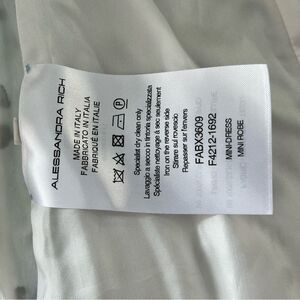 ALESSANDRA RICH
MADE IN ITALY
FABBRICATO IN ITALIA
FABRIQUÉ EN ITALIE
P
Specialist dry clean only
Lavaggio a secco in tintoria specializzata
Spécialiste nettoyage à sec seulement
Iron on the reverse side
Stirare sul rovescio
Repasser sur l'envers
FABX3609
F4212-1692
MINI-DRESS
MINI ROBE